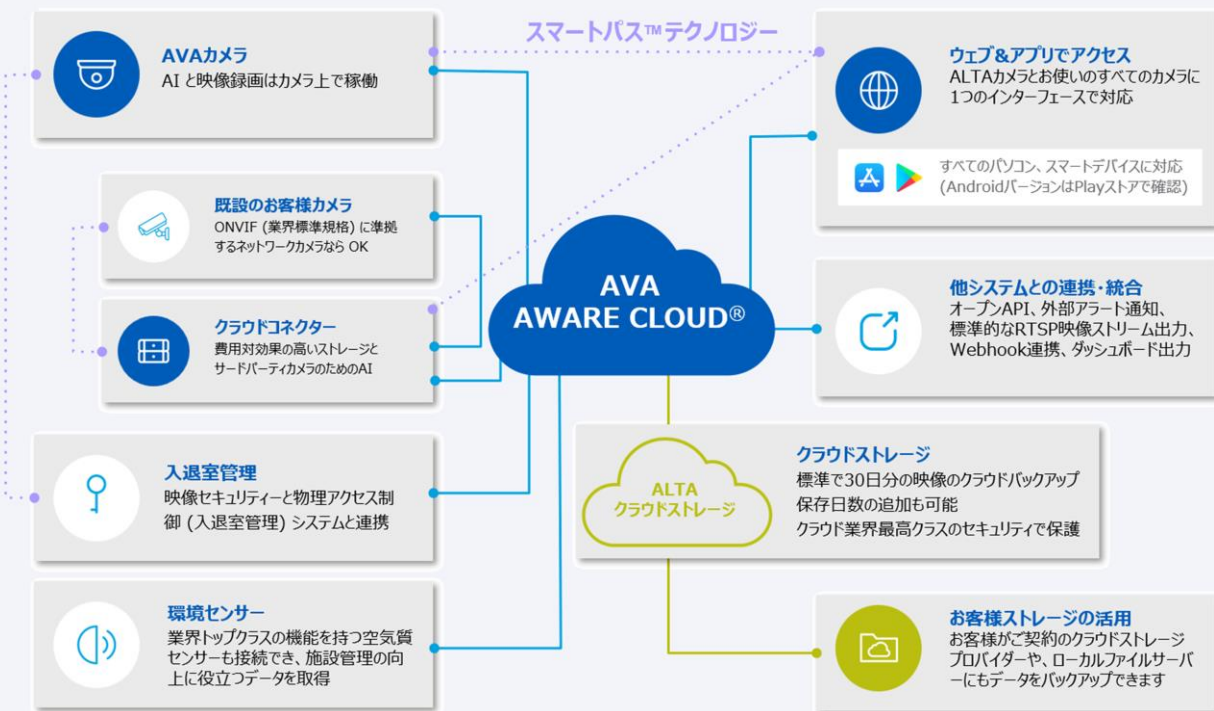 スマートパス™テクノロジー
AVAカメラ
AI と映像録画はカメラ上で稼働
既設のお客様カメラ
ONVIF (業界標準規格) に準拠
するネットワークカメラなら OK
クラウドコネクター
費用対効果の高いストレージと
サードパーティカメラのためのAI
入退室管理
映像セキュリティーと物理アクセス制
御 (入退室管理) システムと連携
環境センサー
業界トップクラスの機能を持つ空気質
センサーも接続でき、施設管理の向
上に役立つデータを取得
AVA
AWARE CLOUD®
ウェブ&アプリでアクセス
ALTAカメラとお使いのすべてのカメラに
1つのインターフェースで対応
すべてのパソコン、スマートデバイスに対応
(AndroidバージョンはPlayストアで確認)
他システムとの連携・統合
オープンAPI、外部アラート通知、
標準的なRTSP映像ストリーム出力、
Webhook連携、ダッシュボード出力
ALTA
クラウドストレージ
クラウドストレージ
標準で30日分の映像のクラウドバックアップ
保存日数の追加も可能
クラウド業界最高クラスのセキュリティで保護
お客様ストレージの活用
お客様がご契約のクラウドストレージ
プロバイダーや、ローカルファイルサーバ
ーにもデータをバックアップできます